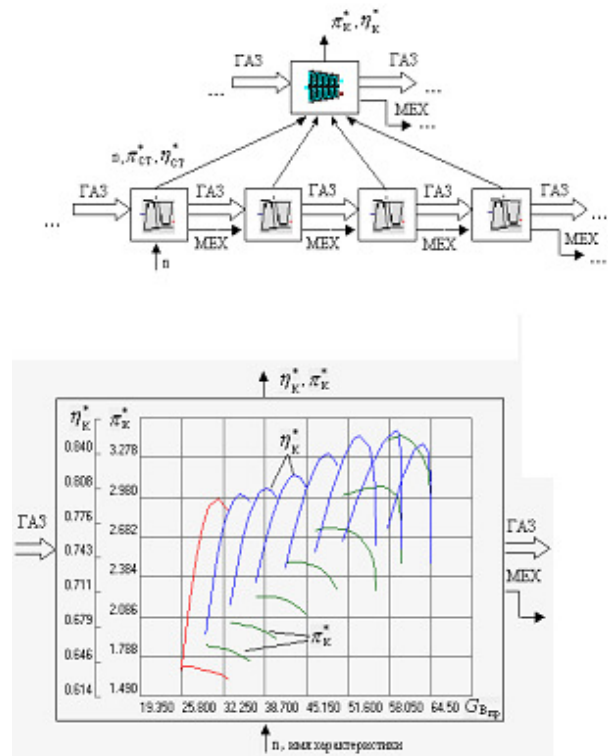 π*К, η*К
ГАЗ ГАЗ
... МЕХ ...
...
n, π*СТ, η*СТ
ГАЗ ГАЗ ГАЗ ГАЗ ГАЗ
... МЕХ МЕХ МЕХ ...
n МЕХ
...
η*К, π*К
η*К π*К
0.840 3.278
0.808 2.980
0.776 2.682
0.743 2.384
0.711 2.086
0.679 1.788
0.646 1.490
0.614
η*К
π*К
ГАЗ
ГАЗ
МЕХ
19.350 25.800 32.250 38.700 45.150 51.600 58.050 64.50 GВпр
n, имя характеристики